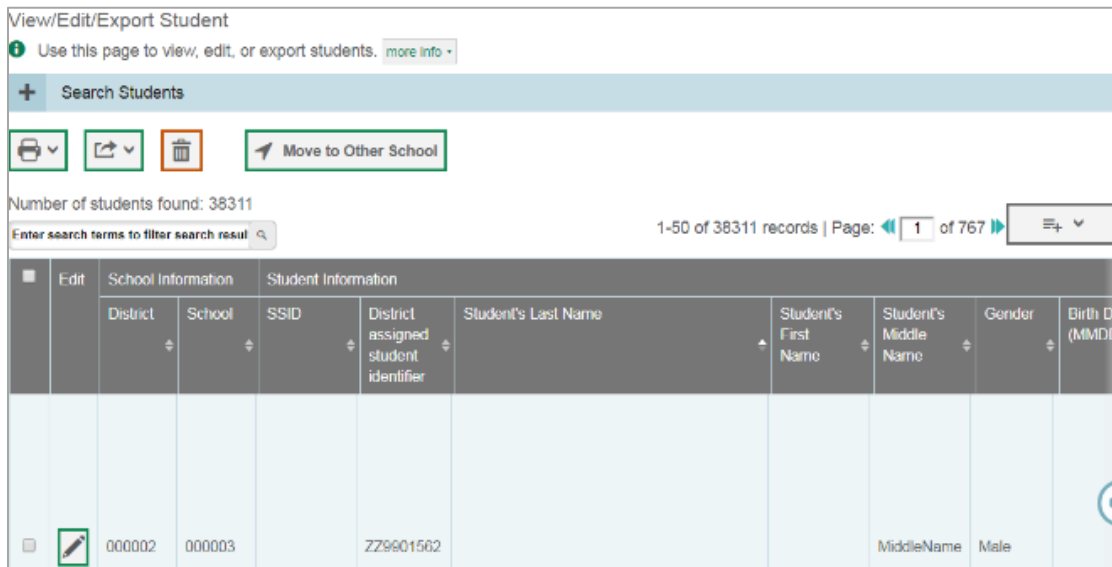 View/Edit/Export Student
Use this page to view, edit, or export students. more info
Search Students
Move to Other School
Number of students found: 38311
Enter search terms to filter search resul
1-50 of 38311 records | Page: 1 of 767
Edit School Information Student Information
District School SSID District assigned student identifier Student's Last Name Student's First Name Student's Middle Name Gender Birth D (MMD
000002 000003 ZZ9901562 MiddleName Male